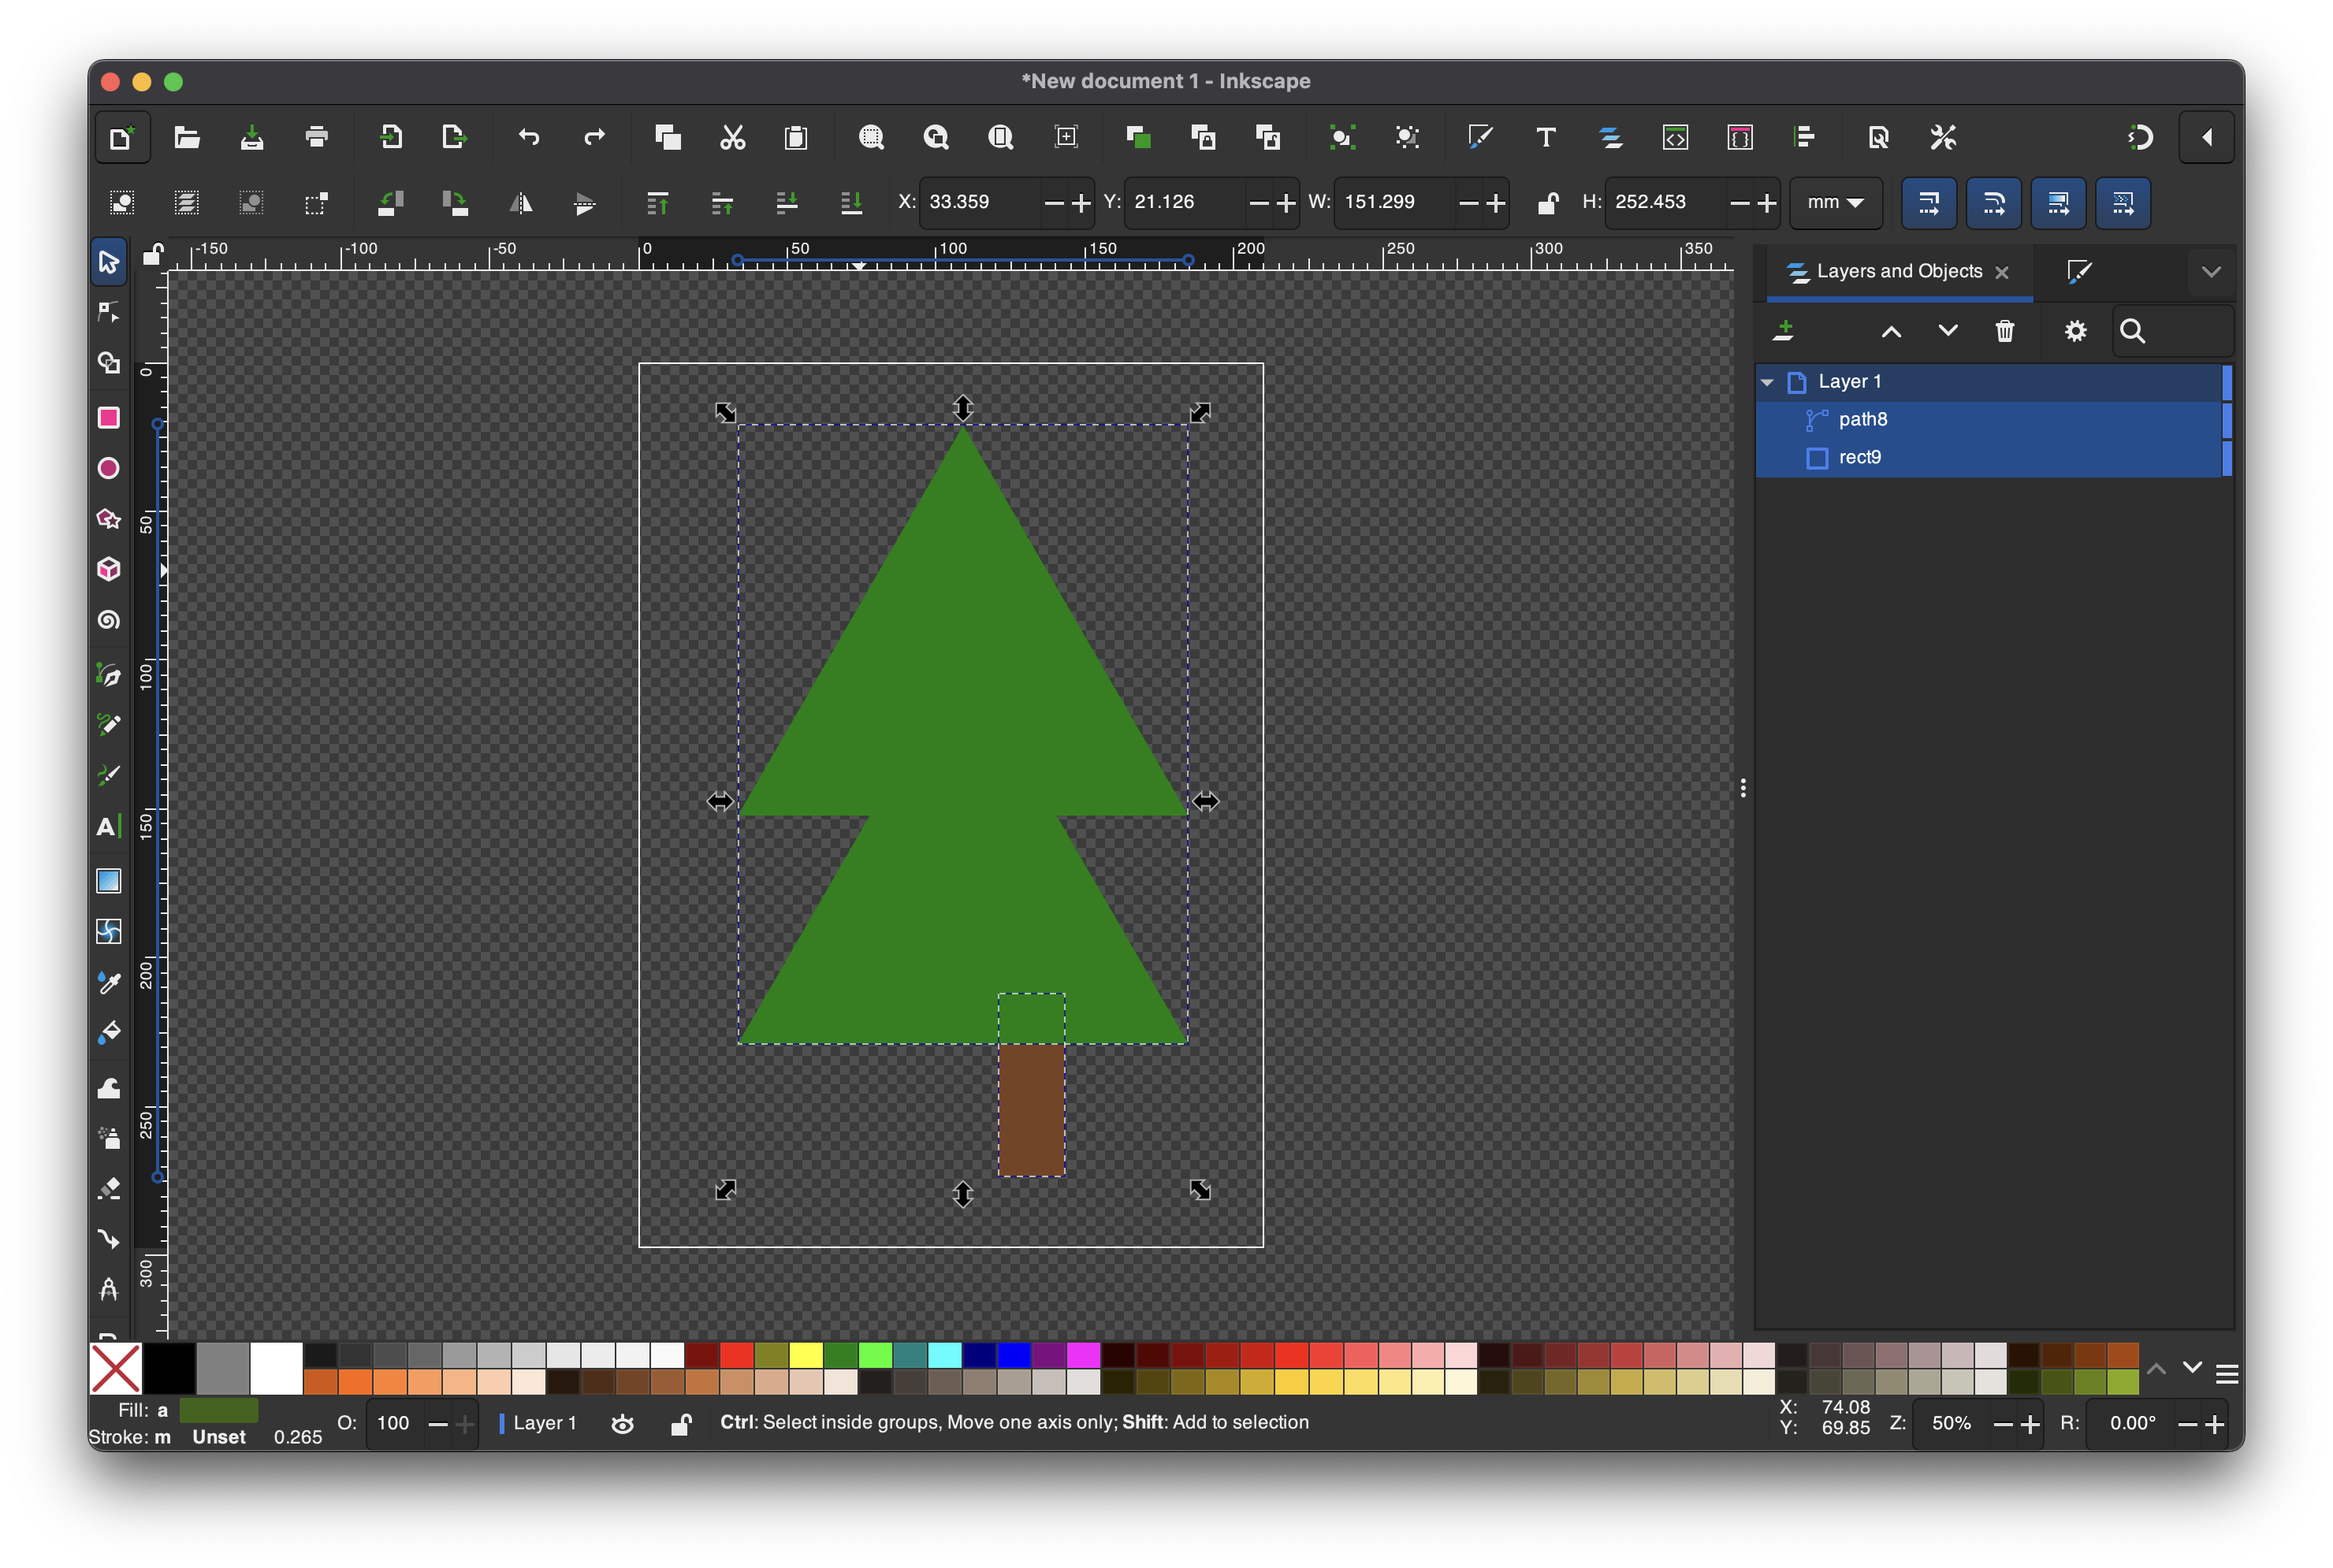 *New document 1 - Inkscape
X: 33.359 Y: 21.126 W: 151.299 H: 252.453 mm
-150 -100 -50 0 50 100 150 200 250 300 350
Layers and Objects
Layer 1
path8
rect9
0
50
100
150
200
250
300
Fill: a
Stroke: m Unset 0.265
O: 100
Layer 1
Ctrl: Select inside groups, Move one axis only; Shift: Add to selection
X: 74.08
Y: 69.85
Z: 50%
R: 0.00°